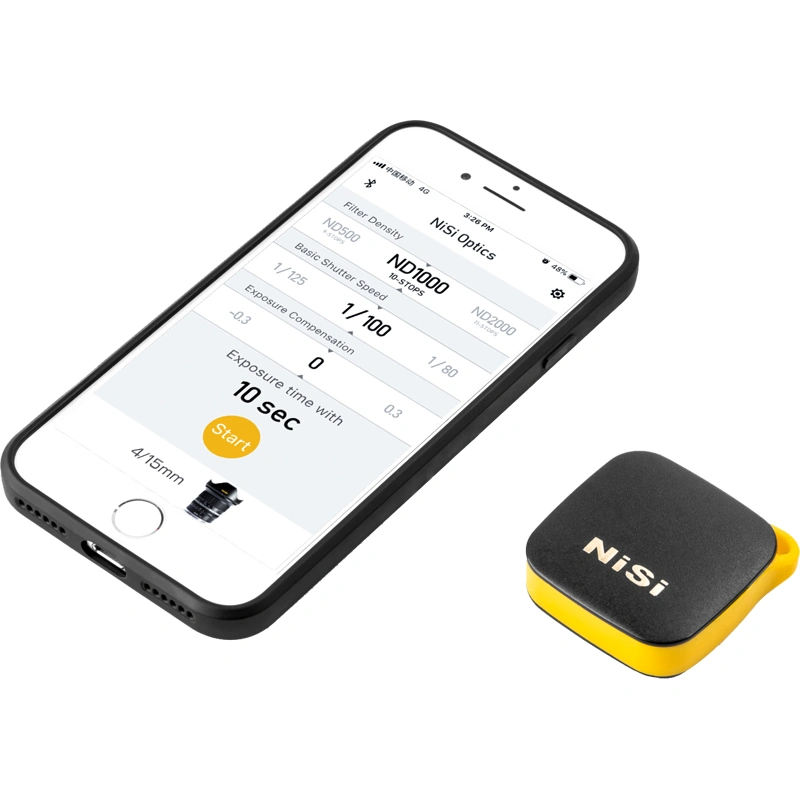 中国移动 4G
3:26 PM
48%
NiSi Optics
Filter Density
ND500
9-STOPS
ND1000
10-STOPS
ND2000
11-STOPS
Basic Shutter Speed
1/125
1/100
1/80
Exposure Compensation
-0.3
0
0.3
Exposure time with
10 sec
Start
4/15mm
NiSi